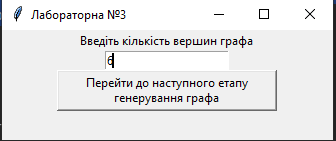 Лабораторна №3
Введіть кількість вершин графа
6
Перейти до наступного етапу
генерування графа